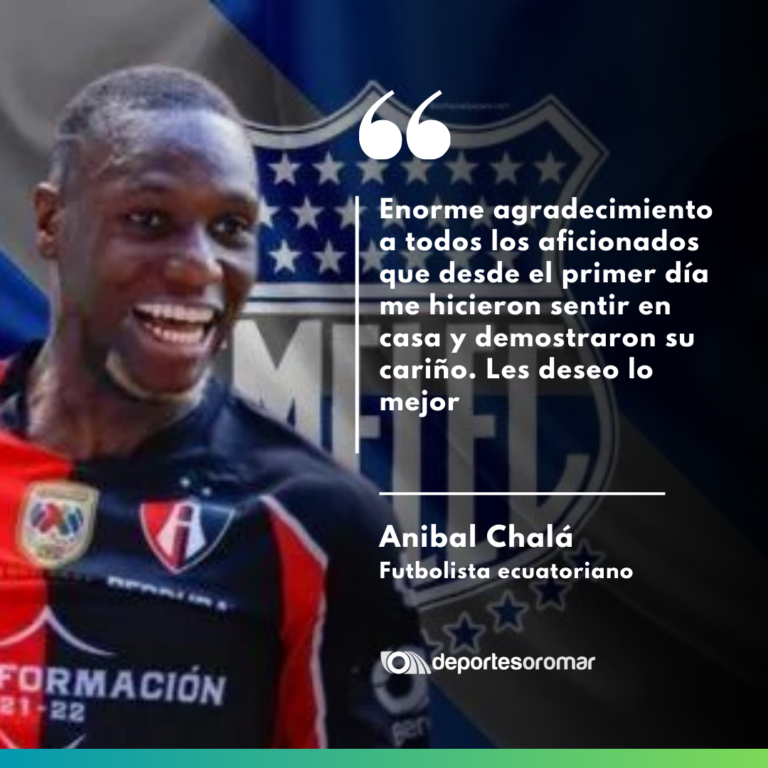 Enorme agradecimiento
a todos los aficionados
que desde el primer día
me hicieron sentir en
casa y demostraron su
cariño. Les deseo lo
mejor
Anibal Chalá
Futbolista ecuatoriano
deportesoromar
FORMACIÓN
21-22